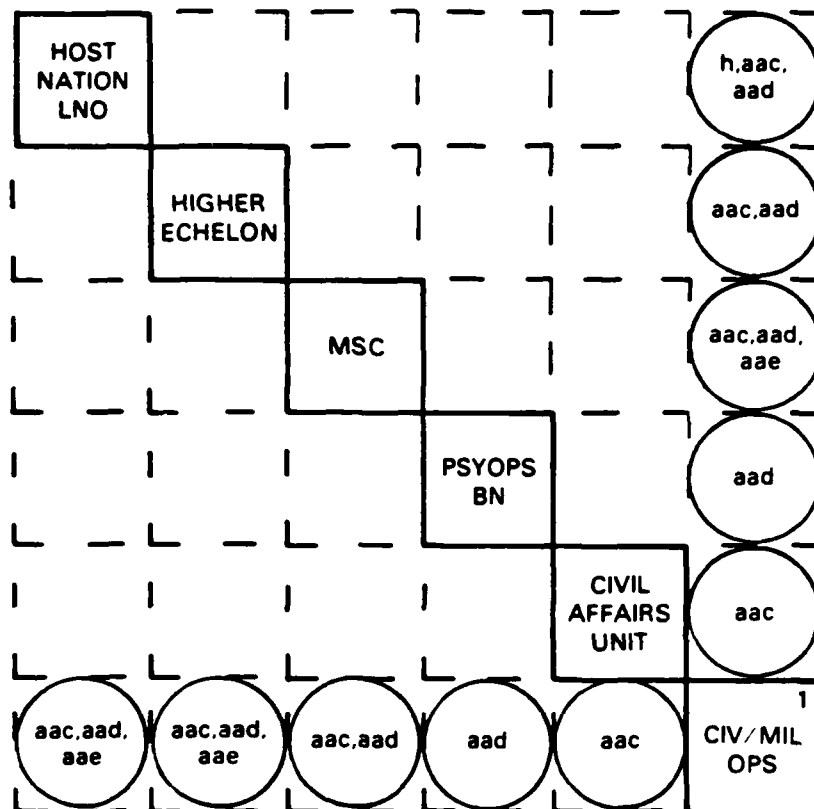 HOST
NATION
LNO
h,aac,
aad
HIGHER
ECHELON
aac,aad
MSC
aac,aad,
aae
PSYOPS
BN
aad
CIVIL
AFFAIRS
UNIT
aac
aac,aad,
aae
aac,aad,
aae
aac,aad
aad
aac
1
CIV/MIL
OPS